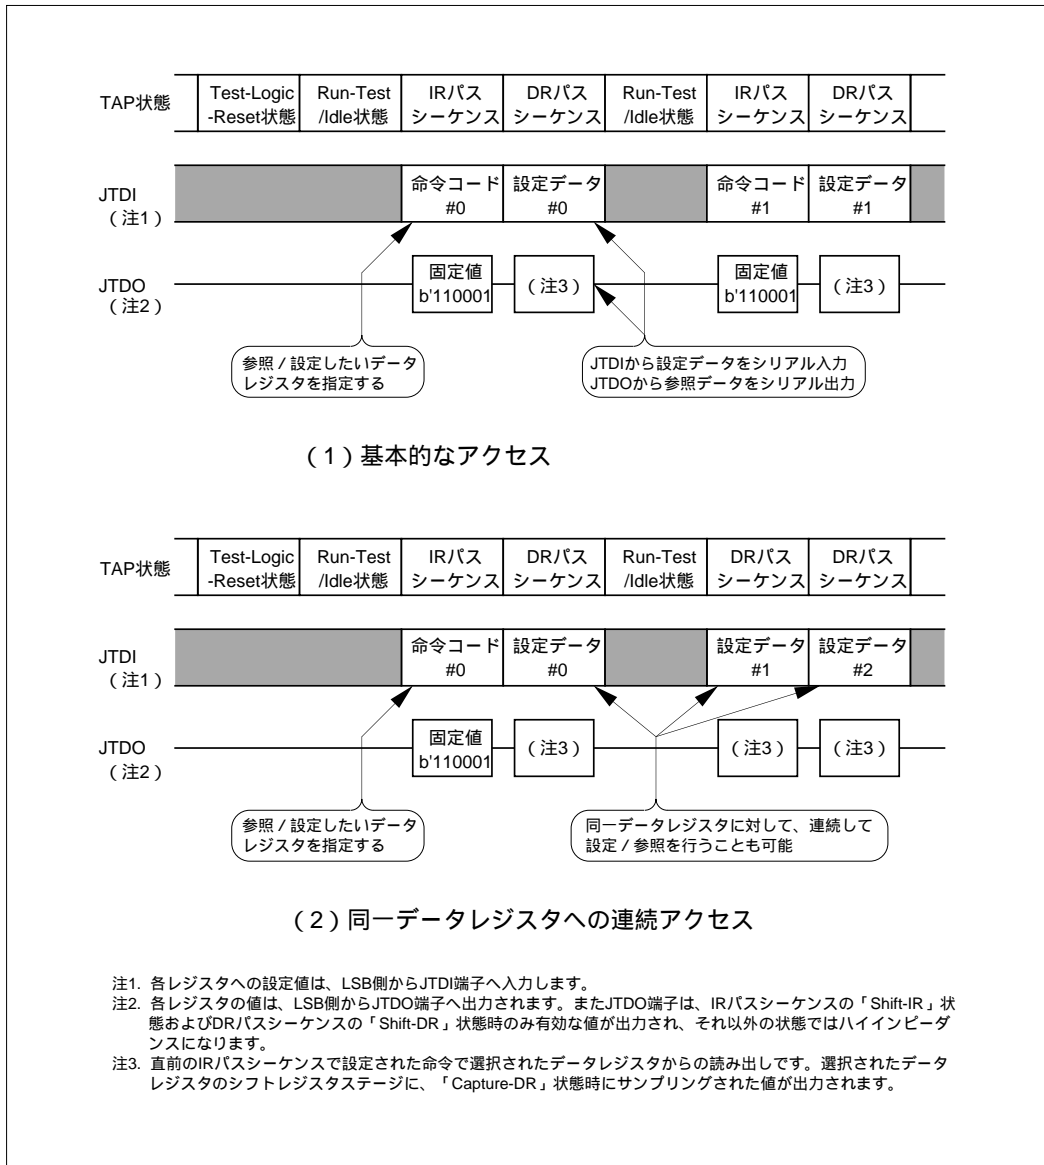 TAP状態
Test-Logic
-Reset状態
Run-Test
/Idle状態
IRパス
シーケンス
DRパス
シーケンス
Run-Test
/Idle状態
IRパス
シーケンス
DRパス
シーケンス
JTDI
（注1）
命令コード
#0
設定データ
#0
命令コード
#1
設定データ
#1
JTDO
（注2）
固定値
b'110001
（注3）
固定値
b'110001
（注3）
参照／設定したいデータ
レジスタを指定する
JTDIから設定データをシリアル入力
JTDOから参照データをシリアル出力
（1）基本的なアクセス
TAP状態
Test-Logic
-Reset状態
Run-Test
/Idle状態
IRパス
シーケンス
DRパス
シーケンス
Run-Test
/Idle状態
DRパス
シーケンス
DRパス
シーケンス
JTDI
（注1）
命令コード
#0
設定データ
#0
設定データ
#1
設定データ
#2
JTDO
（注2）
固定値
b'110001
（注3）
（注3）
（注3）
参照／設定したいデータ
レジスタを指定する
同一データレジスタに対して、連続して
設定／参照を行うことも可能
（2）同一データレジスタへの連続アクセス
注1. 各レジスタへの設定値は、LSB側からJTDI端子へ入力します。
注2. 各レジスタの値は、LSB側からJTDO端子へ出力されます。またJTDO端子は、IRパスシーケンスの「Shift-IR」状
態およびDRパスシーケンスの「Shift-DR」状態時のみ有効な値が出力され、それ以外の状態ではハイインピーダ
ンスになります。
注3. 直前のIRパスシーケンスで設定された命令で選択されたデータレジスタからの読み出しです。選択されたデータ
レジスタのシフトレジスタステージに、「Capture-DR」状態時にサンプリングされた値が出力されます。